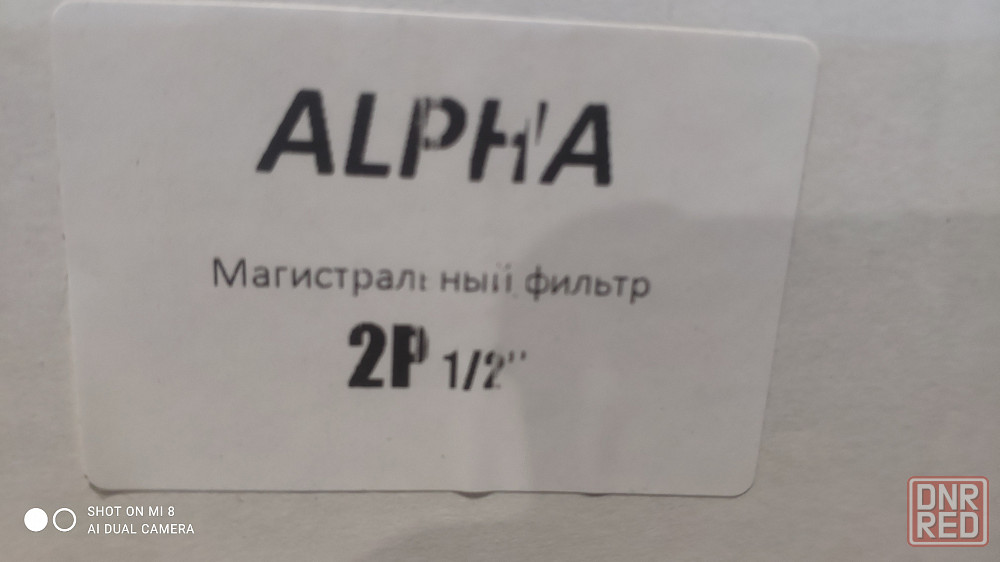 ALPHA
Магистральный фильтр
2P 1/2"
SHOT ON MI 8
AI DUAL CAMERA
DNR
RED